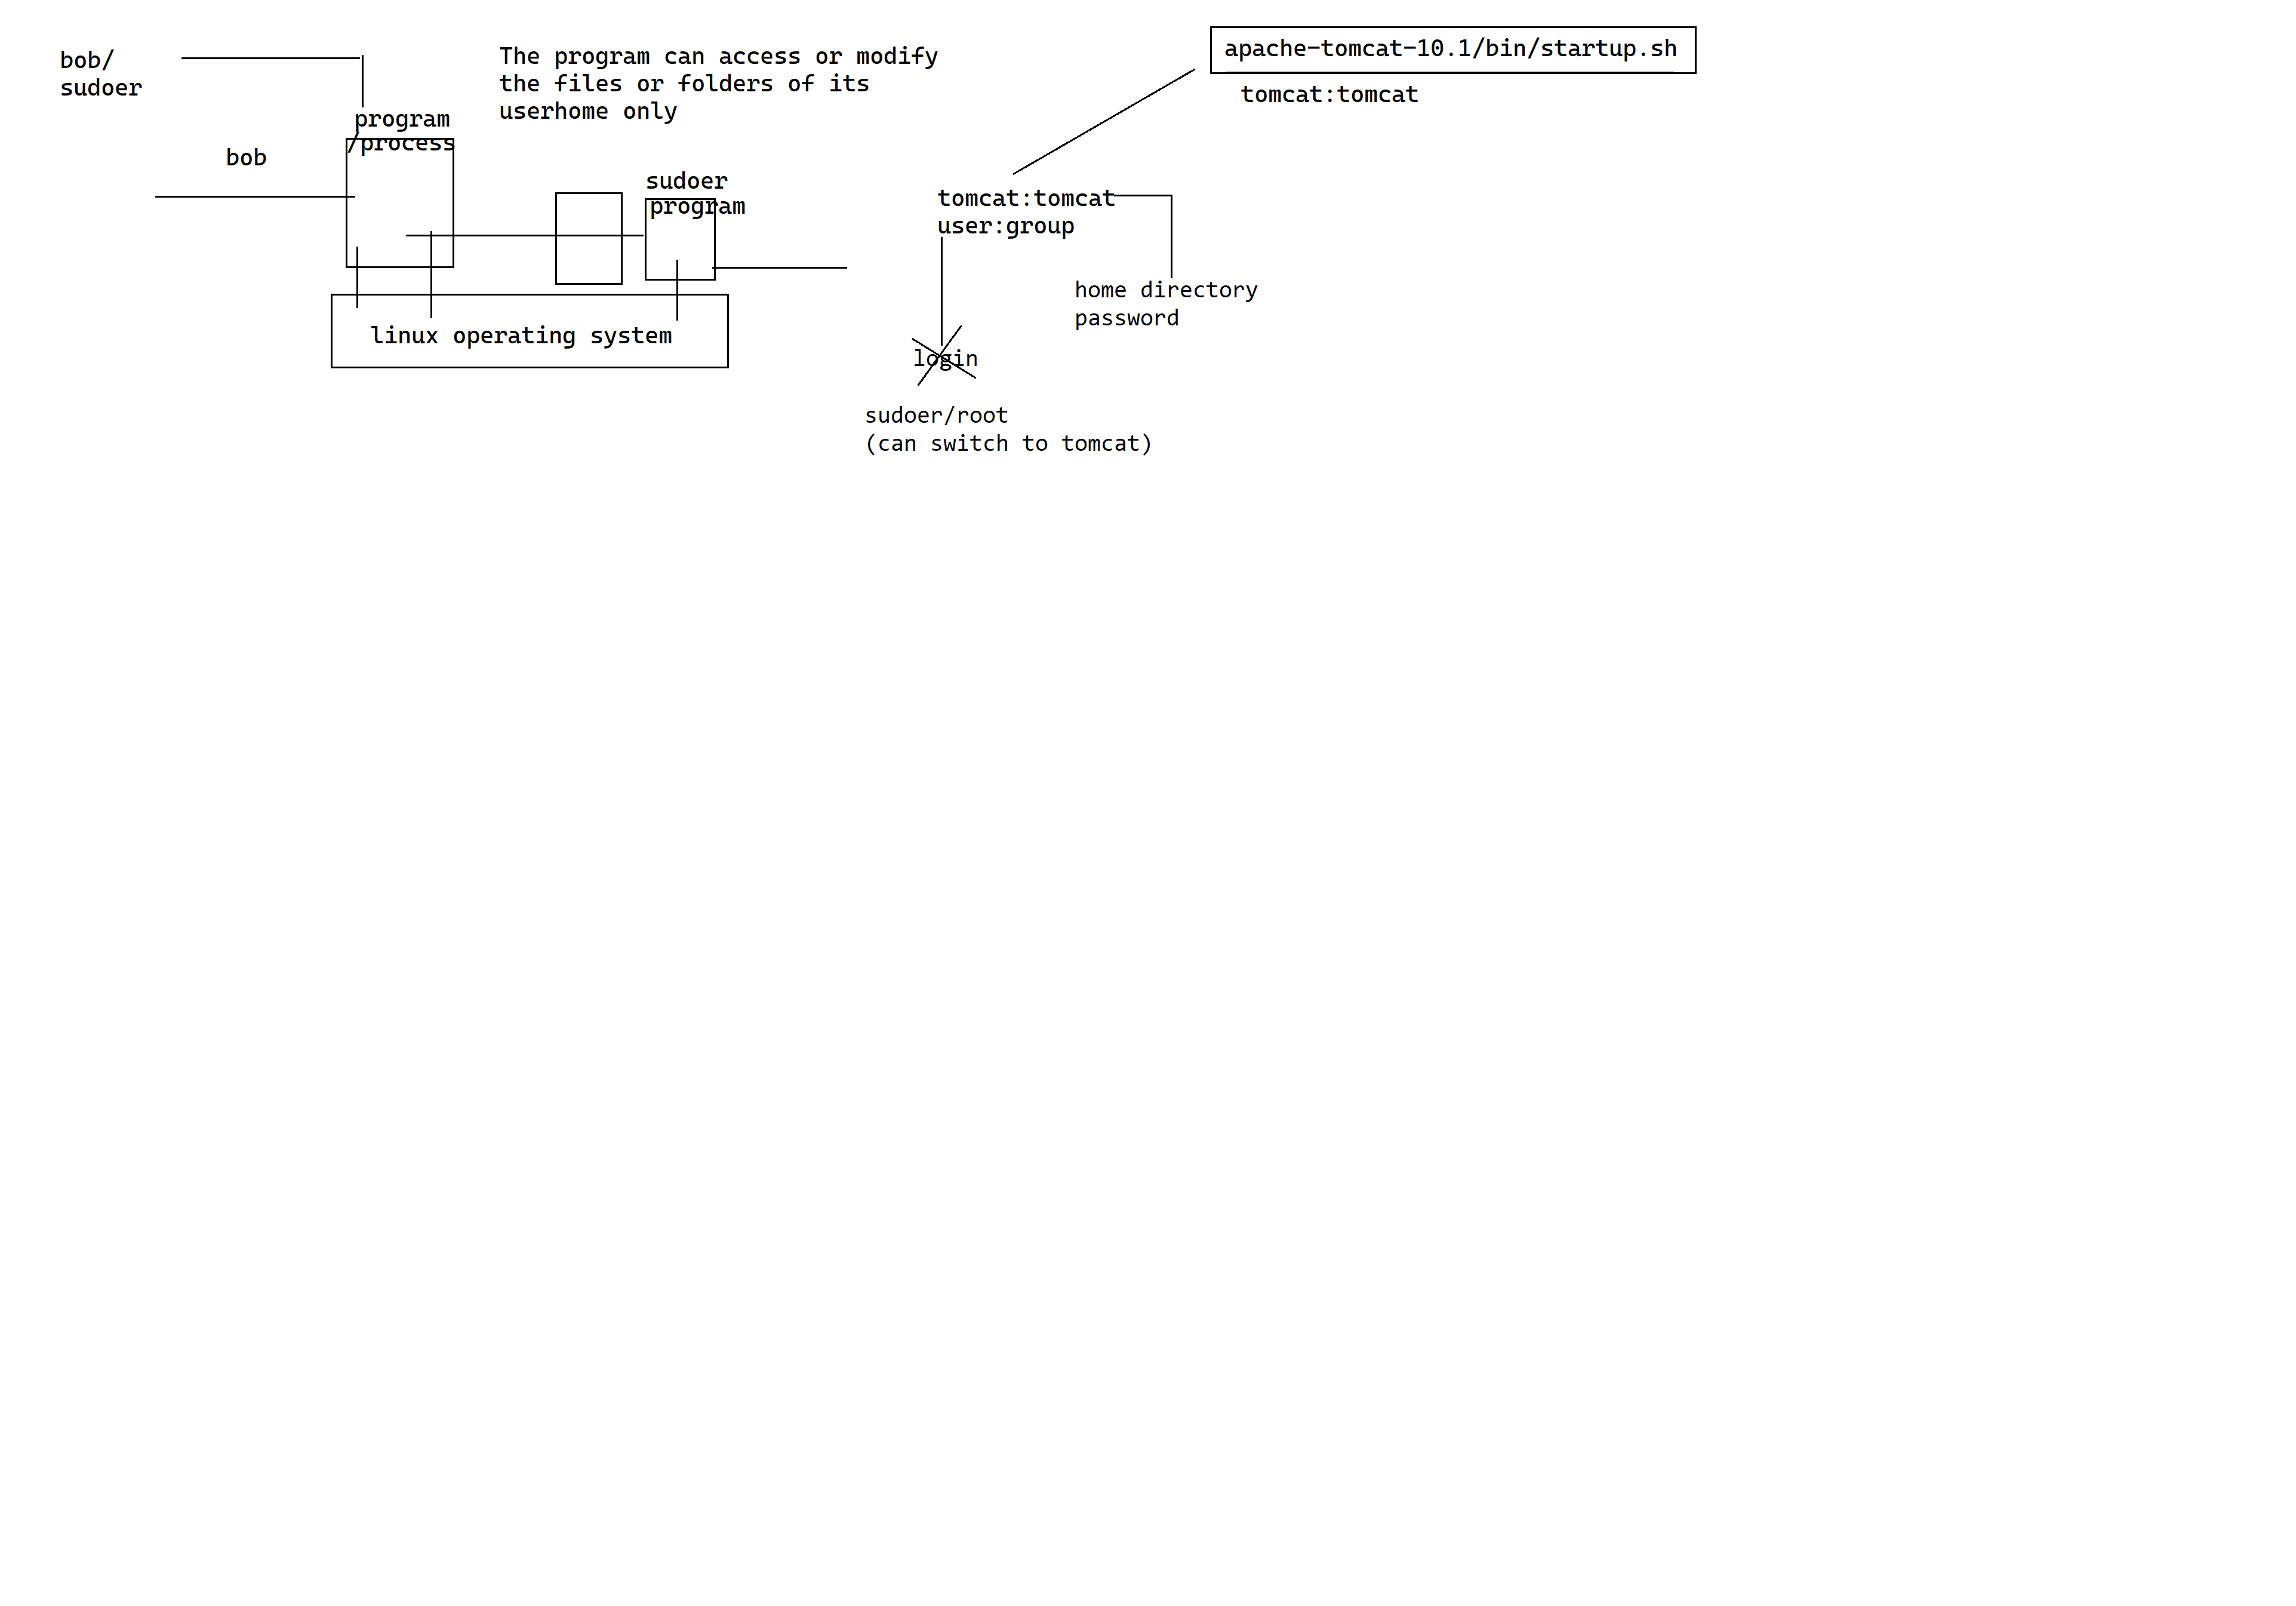 bob/
sudoer
program
/process
bob
The program can access or modify
the files or folders of its
userhome only
sudoer
program
linux operating system
apache-tomcat-10.1/bin/startup.sh
tomcat:tomcat
tomcat:tomcat
user:group
home directory
password
login
sudoer/root
(can switch to tomcat)